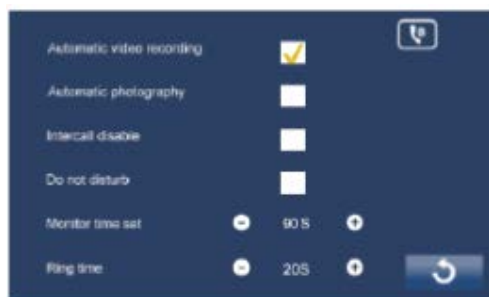 Automatic video recording
Automatic photography
Intercall disable
Do not disturb
Monitor time set 90 S
Ring time 20S